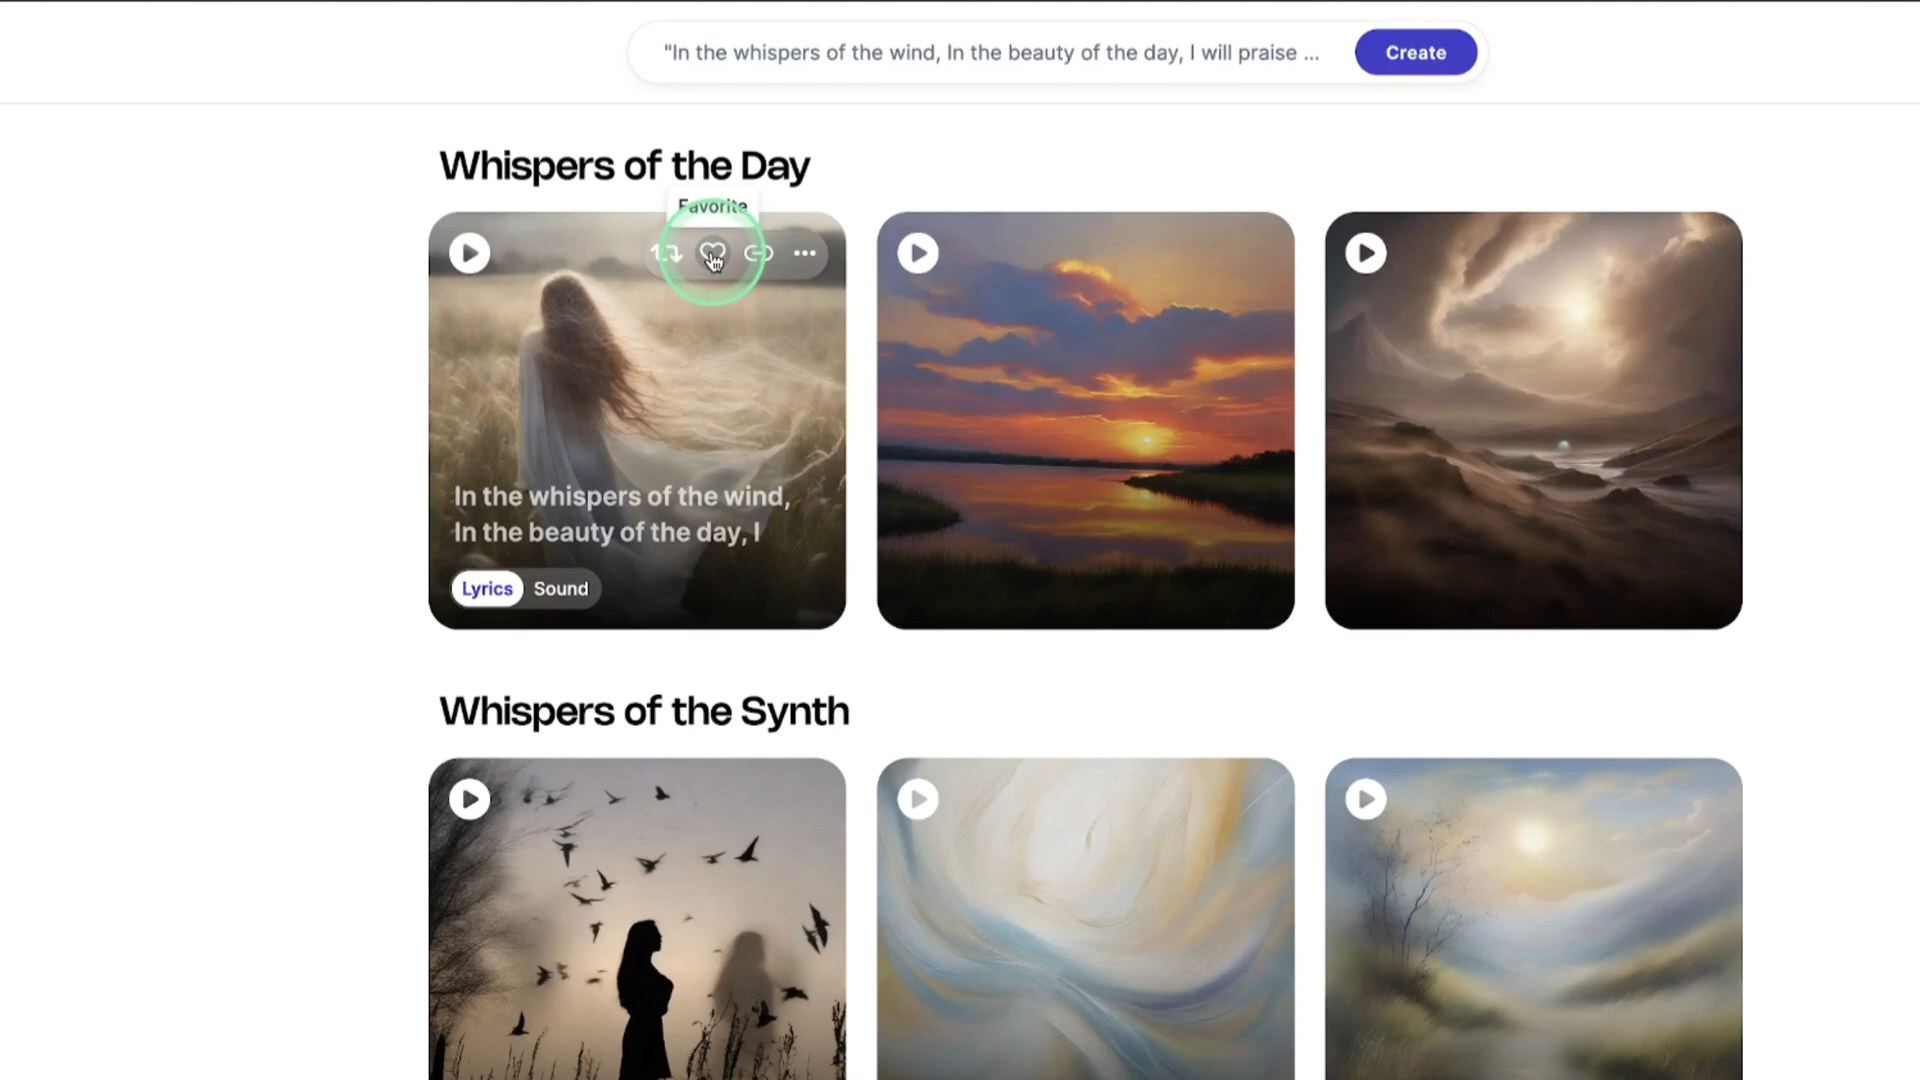 "In the whispers of the wind, In the beauty of the day, I will praise ...
Create
Whispers of the Day
Favorite
In the whispers of the wind,
In the beauty of the day, I
Lyrics
Sound
Whispers of the Synth